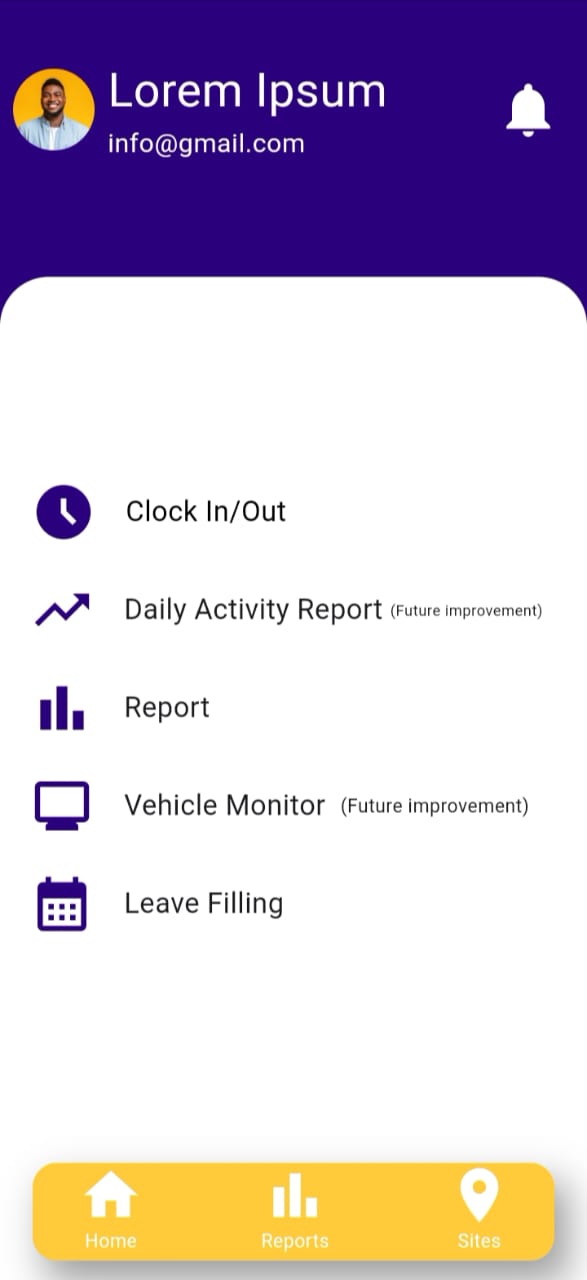 Lorem Ipsum
info@gmail.com
Clock In/Out
Daily Activity Report (Future improvement)
Report
Vehicle Monitor (Future improvement)
Leave Filling
Home Reports Sites